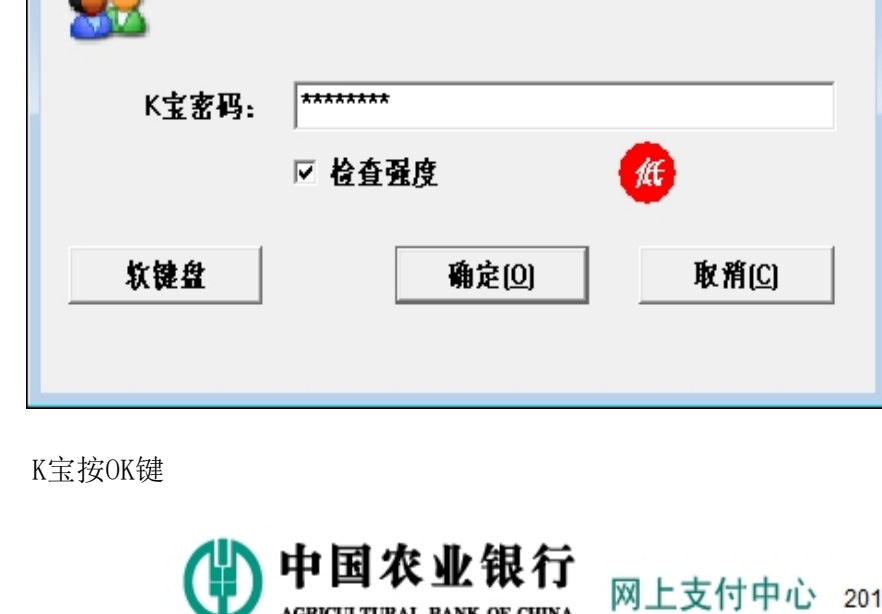 K宝密码: ********
检查强度 低
软键盘 确定(O) 取消(C)
K宝按OK键
中国农业银行
AGRICULTURAL BANK OF CHINA
网上支付中心 201